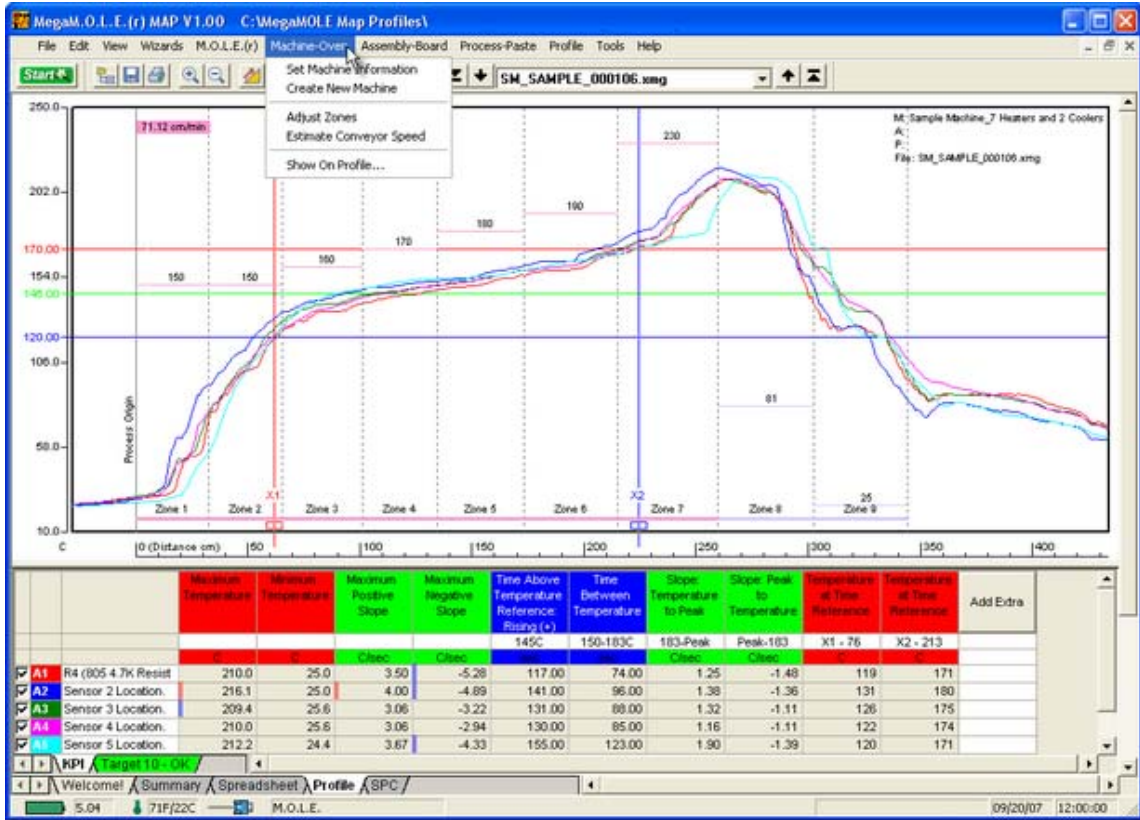 MegaM.O.L.E.(r) MAP V1.00 C:\MegaMOLE Map Profiles\
File Edit View Wizards M.O.L.E.(r) Machine-Oven Assembly-Board Process-Paste Profile Tools Help
Start
SM_SAMPLE_000106.xmg
Set Machine Information
Create New Machine
Adjust Zones
Estimate Conveyor Speed
Show On Profile...
250.0
71.12 cm/min
230
M: Sample Machine_7 Heaters and 2 Coolers
A:
P:
File: SM_SAMPLE_000106.xmg
202.0
190
180
170
170.00
160
154.0
150 150
145.00
120.00
106.0
81
Process Origin
58.0
X1 X2 25
Zone 1 Zone 2 Zone 3 Zone 4 Zone 5 Zone 6 Zone 7 Zone 8 Zone 9
10.0
C |0 (Distance cm) |50 |100 |150 |200 |250 |300 |350 |400
Maximum Temperature Minimum Temperature Maximum Positive Slope Maximum Negative Slope Time Above Temperature Reference: Rising (+) Time Between Temperature Slope: Temperature to Peak Slope: Peak to Temperature Temperature at Time Reference Temperature at Time Reference Add Extra
145C 150-183C 183-Peak Peak-183 X1 - 76 X2 - 213
C C C/sec C/sec C/sec C/sec C C
A1 R4 (805 4.7K Resist 210.0 25.0 3.50 -5.28 117.00 74.00 1.25 -1.48 119 171
A2 Sensor 2 Location. 216.1 25.0 4.00 -4.89 141.00 96.00 1.38 -1.36 131 180
A3 Sensor 3 Location. 209.4 25.6 3.06 -3.22 131.00 88.00 1.32 -1.11 126 175
A4 Sensor 4 Location. 210.0 25.6 3.06 -2.94 130.00 85.00 1.16 -1.11 122 174
A5 Sensor 5 Location. 212.2 24.4 3.67 -4.33 155.00 123.00 1.90 -1.39 120 171
KPI Target 10 - OK
Welcome! Summary Spreadsheet Profile SPC
5.04 71F/22C M.O.L.E. 09/20/07 12:00:00